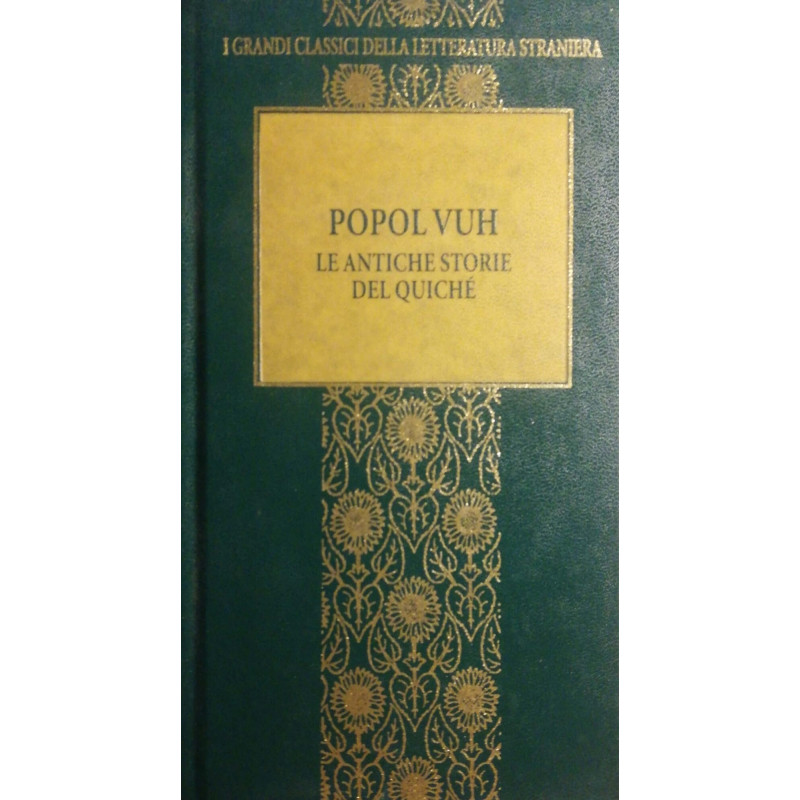 I GRANDI CLASSICI DELLA LETTERATURA STRANIERA
POPOL VUH
LE ANTICHE STORIE
DEL QUICHÉ